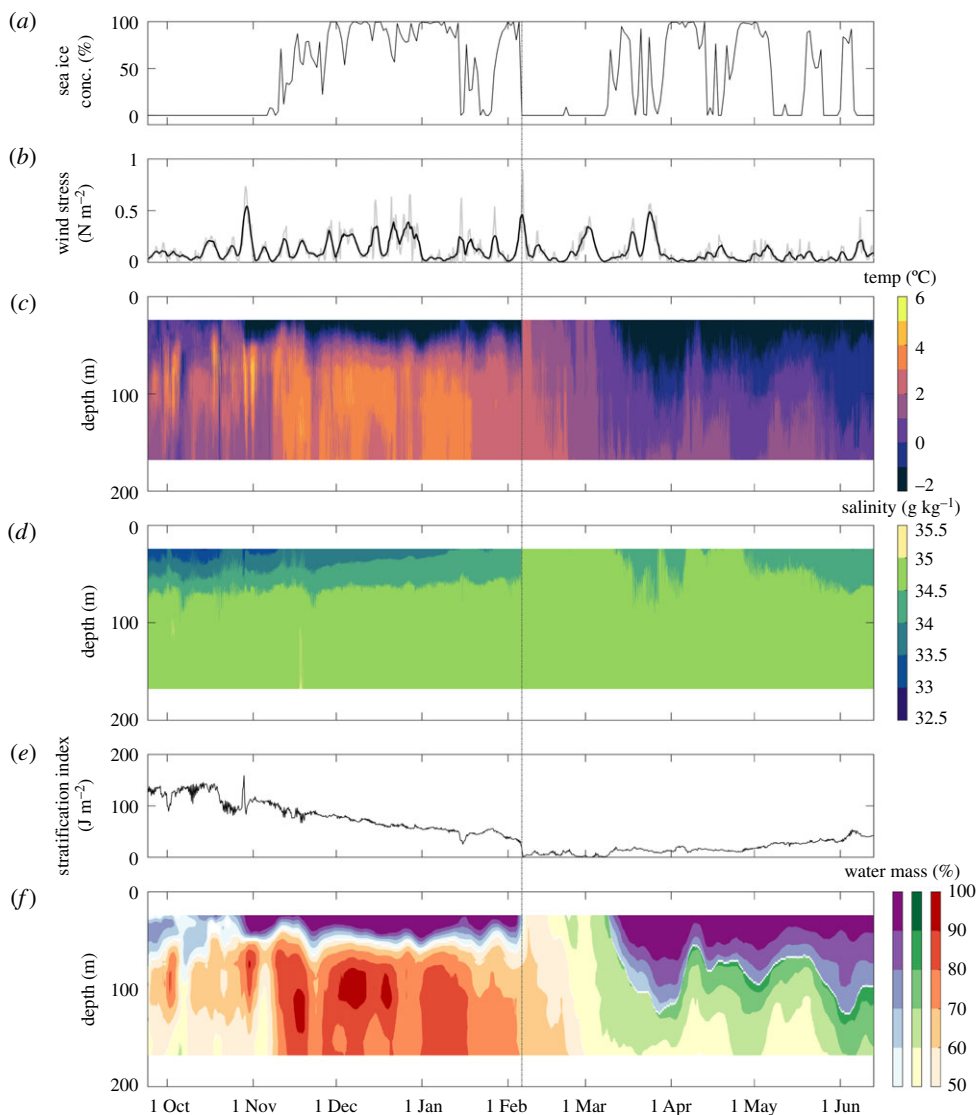 (a)
sea ice
conc. (%)
100
50
0
(b)
wind stress
(N m−2)
1
0.5
0
(c)
depth (m)
0
100
200
temp (ºC)
6
4
2
0
−2
(d)
depth (m)
0
100
200
salinity (g kg−1)
35.5
35
34.5
34
33.5
33
32.5
(e)
stratification index
(J m−2)
200
100
0
(f)
depth (m)
0
100
200
water mass (%)
100
90
80
70
60
50
1 Oct 1 Nov 1 Dec 1 Jan 1 Feb 1 Mar 1 Apr 1 May 1 Jun